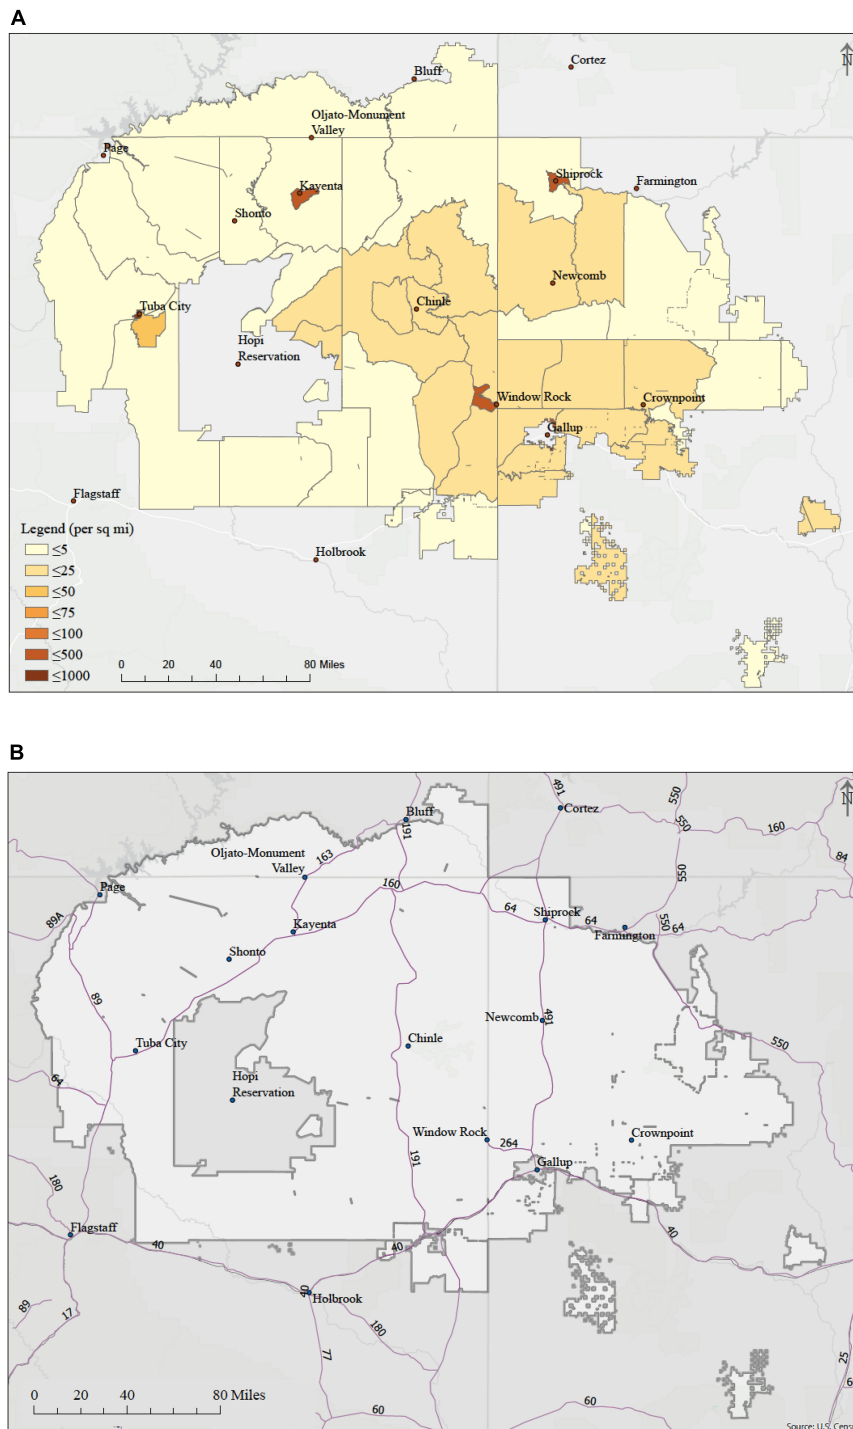 A
N
Cortez
Bluff
Oljato-Monument
Valley
Page
Kayenta
Shiprock
Farmington
Shonto
Newcomb
Tuba City
Chinle
Hopi
Reservation
Window Rock
Crownpoint
Gallup
Flagstaff
Legend (per sq mi)
≤5
Holbrook
≤25
≤50
≤75
≤100
≤500
≤1000
0 20 40 80 Miles
B
N
491
550
Cortez
Bluff
550
160
191
Oljato-Monument
Valley
163
84
550
160
Page
89A
64
Shiprock
64
550
64
Kayenta
Farmington
Shonto
89
Newcomb
491
Tuba City
Chinle
550
64
Hopi
Reservation
Window Rock
264
Crownpoint
191
Gallup
180
Flagstaff
40
40
40
40
Holbrook
89
17
180
77
25
0 20 40 80 Miles
60
60
Source: U.S. Cens